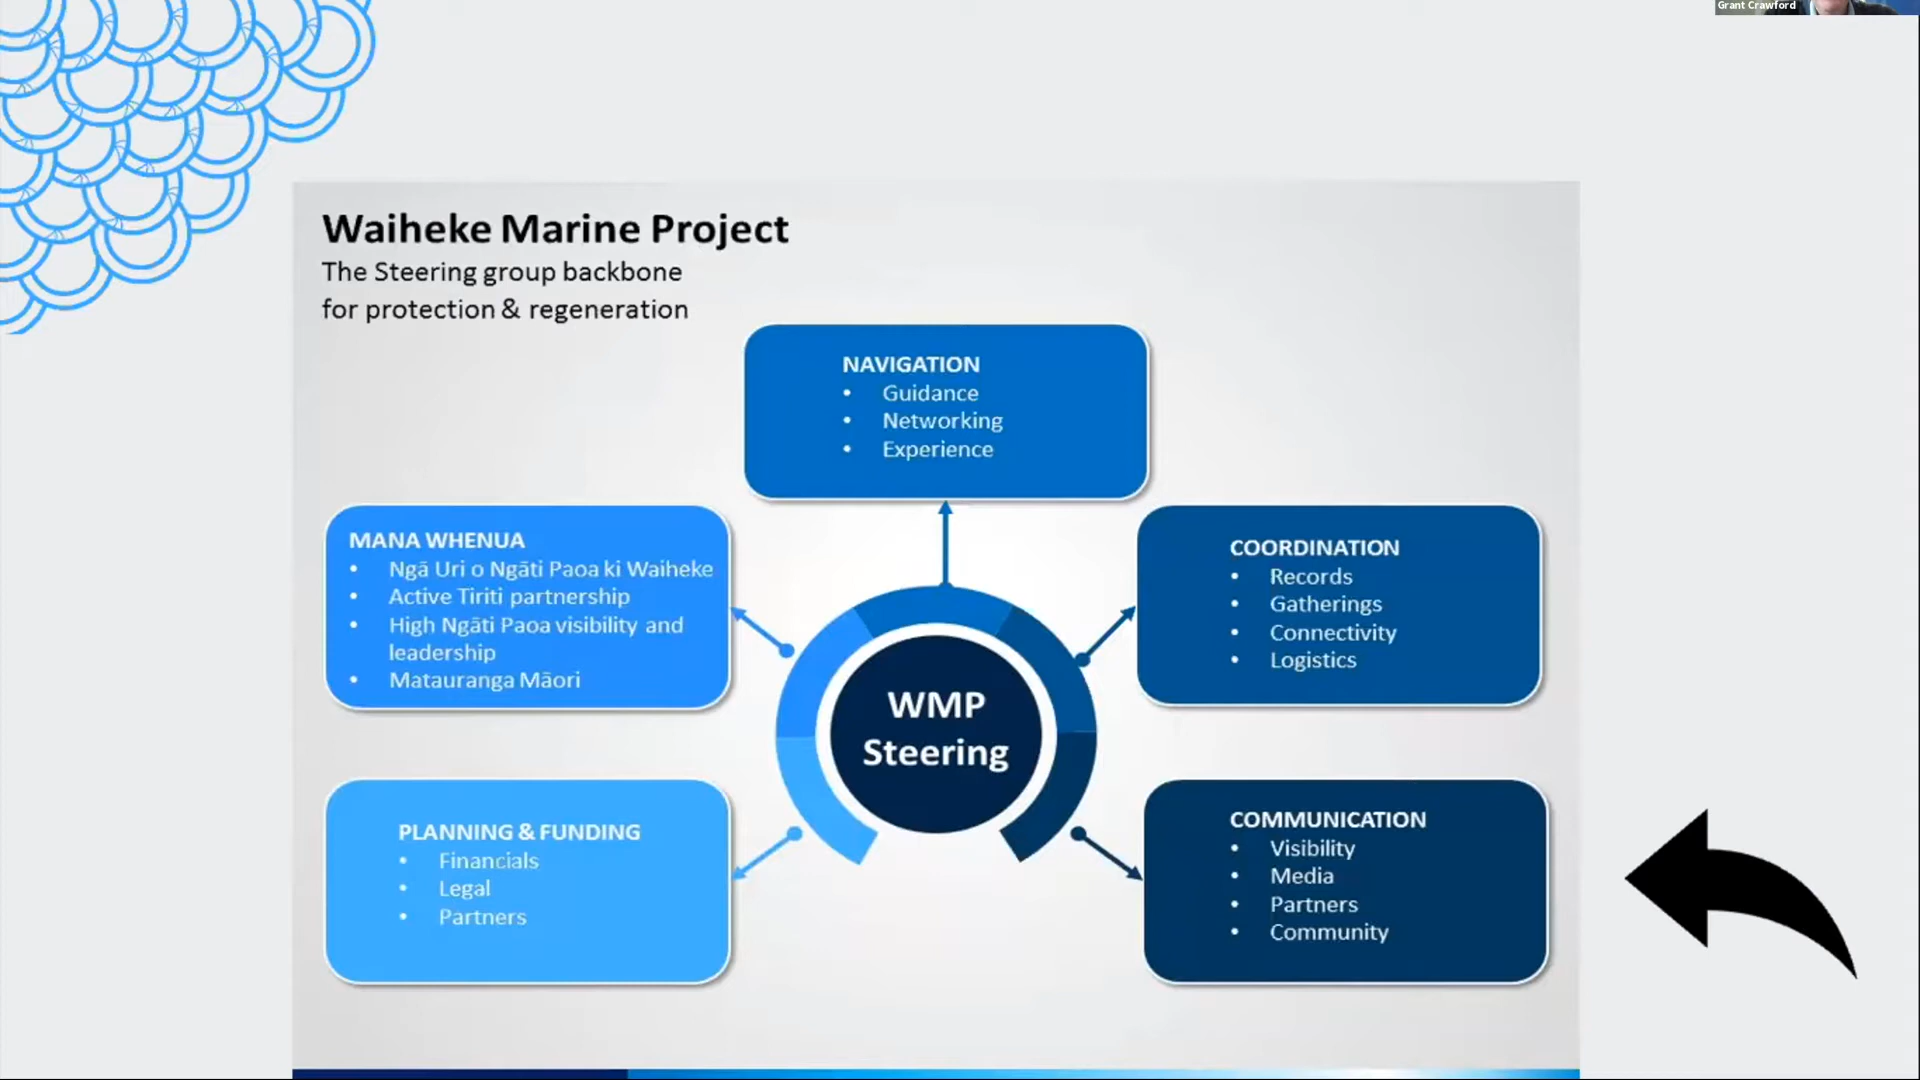 Grant Crawford
Waiheke Marine Project
The Steering group backbone
for protection & regeneration
NAVIGATION
• Guidance
• Networking
• Experience
MANA WHENUA
• Ngā Uri o Ngāti Paoa ki Waiheke
• Active Tiriti partnership
• High Ngāti Paoa visibility and
leadership
• Matauranga Māori
COORDINATION
• Records
• Gatherings
• Connectivity
• Logistics
WMP
Steering
PLANNING & FUNDING
• Financials
• Legal
• Partners
COMMUNICATION
• Visibility
• Media
• Partners
• Community